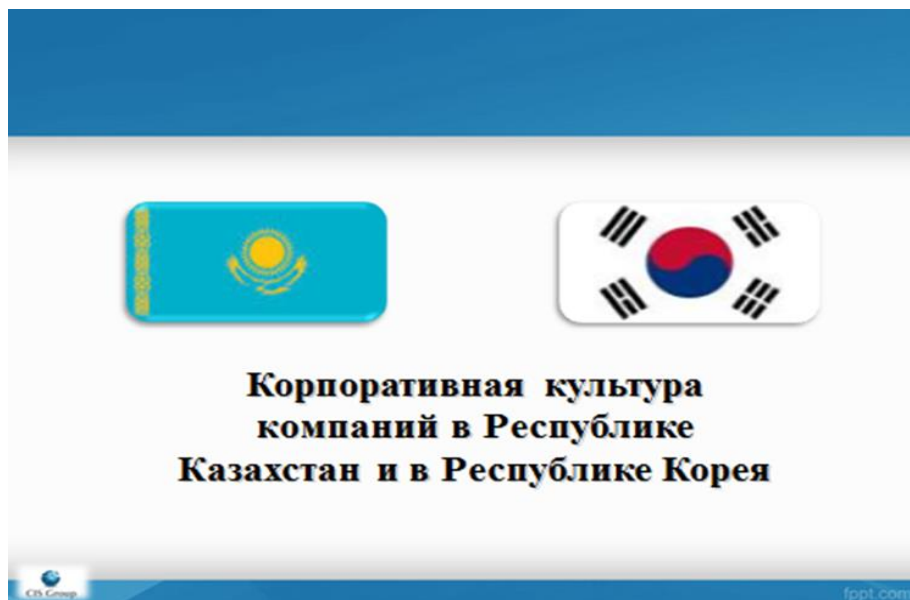 Корпоративная культура
компаний в Республике
Казахстан и в Республике Корея
CIS Group
fppt.com